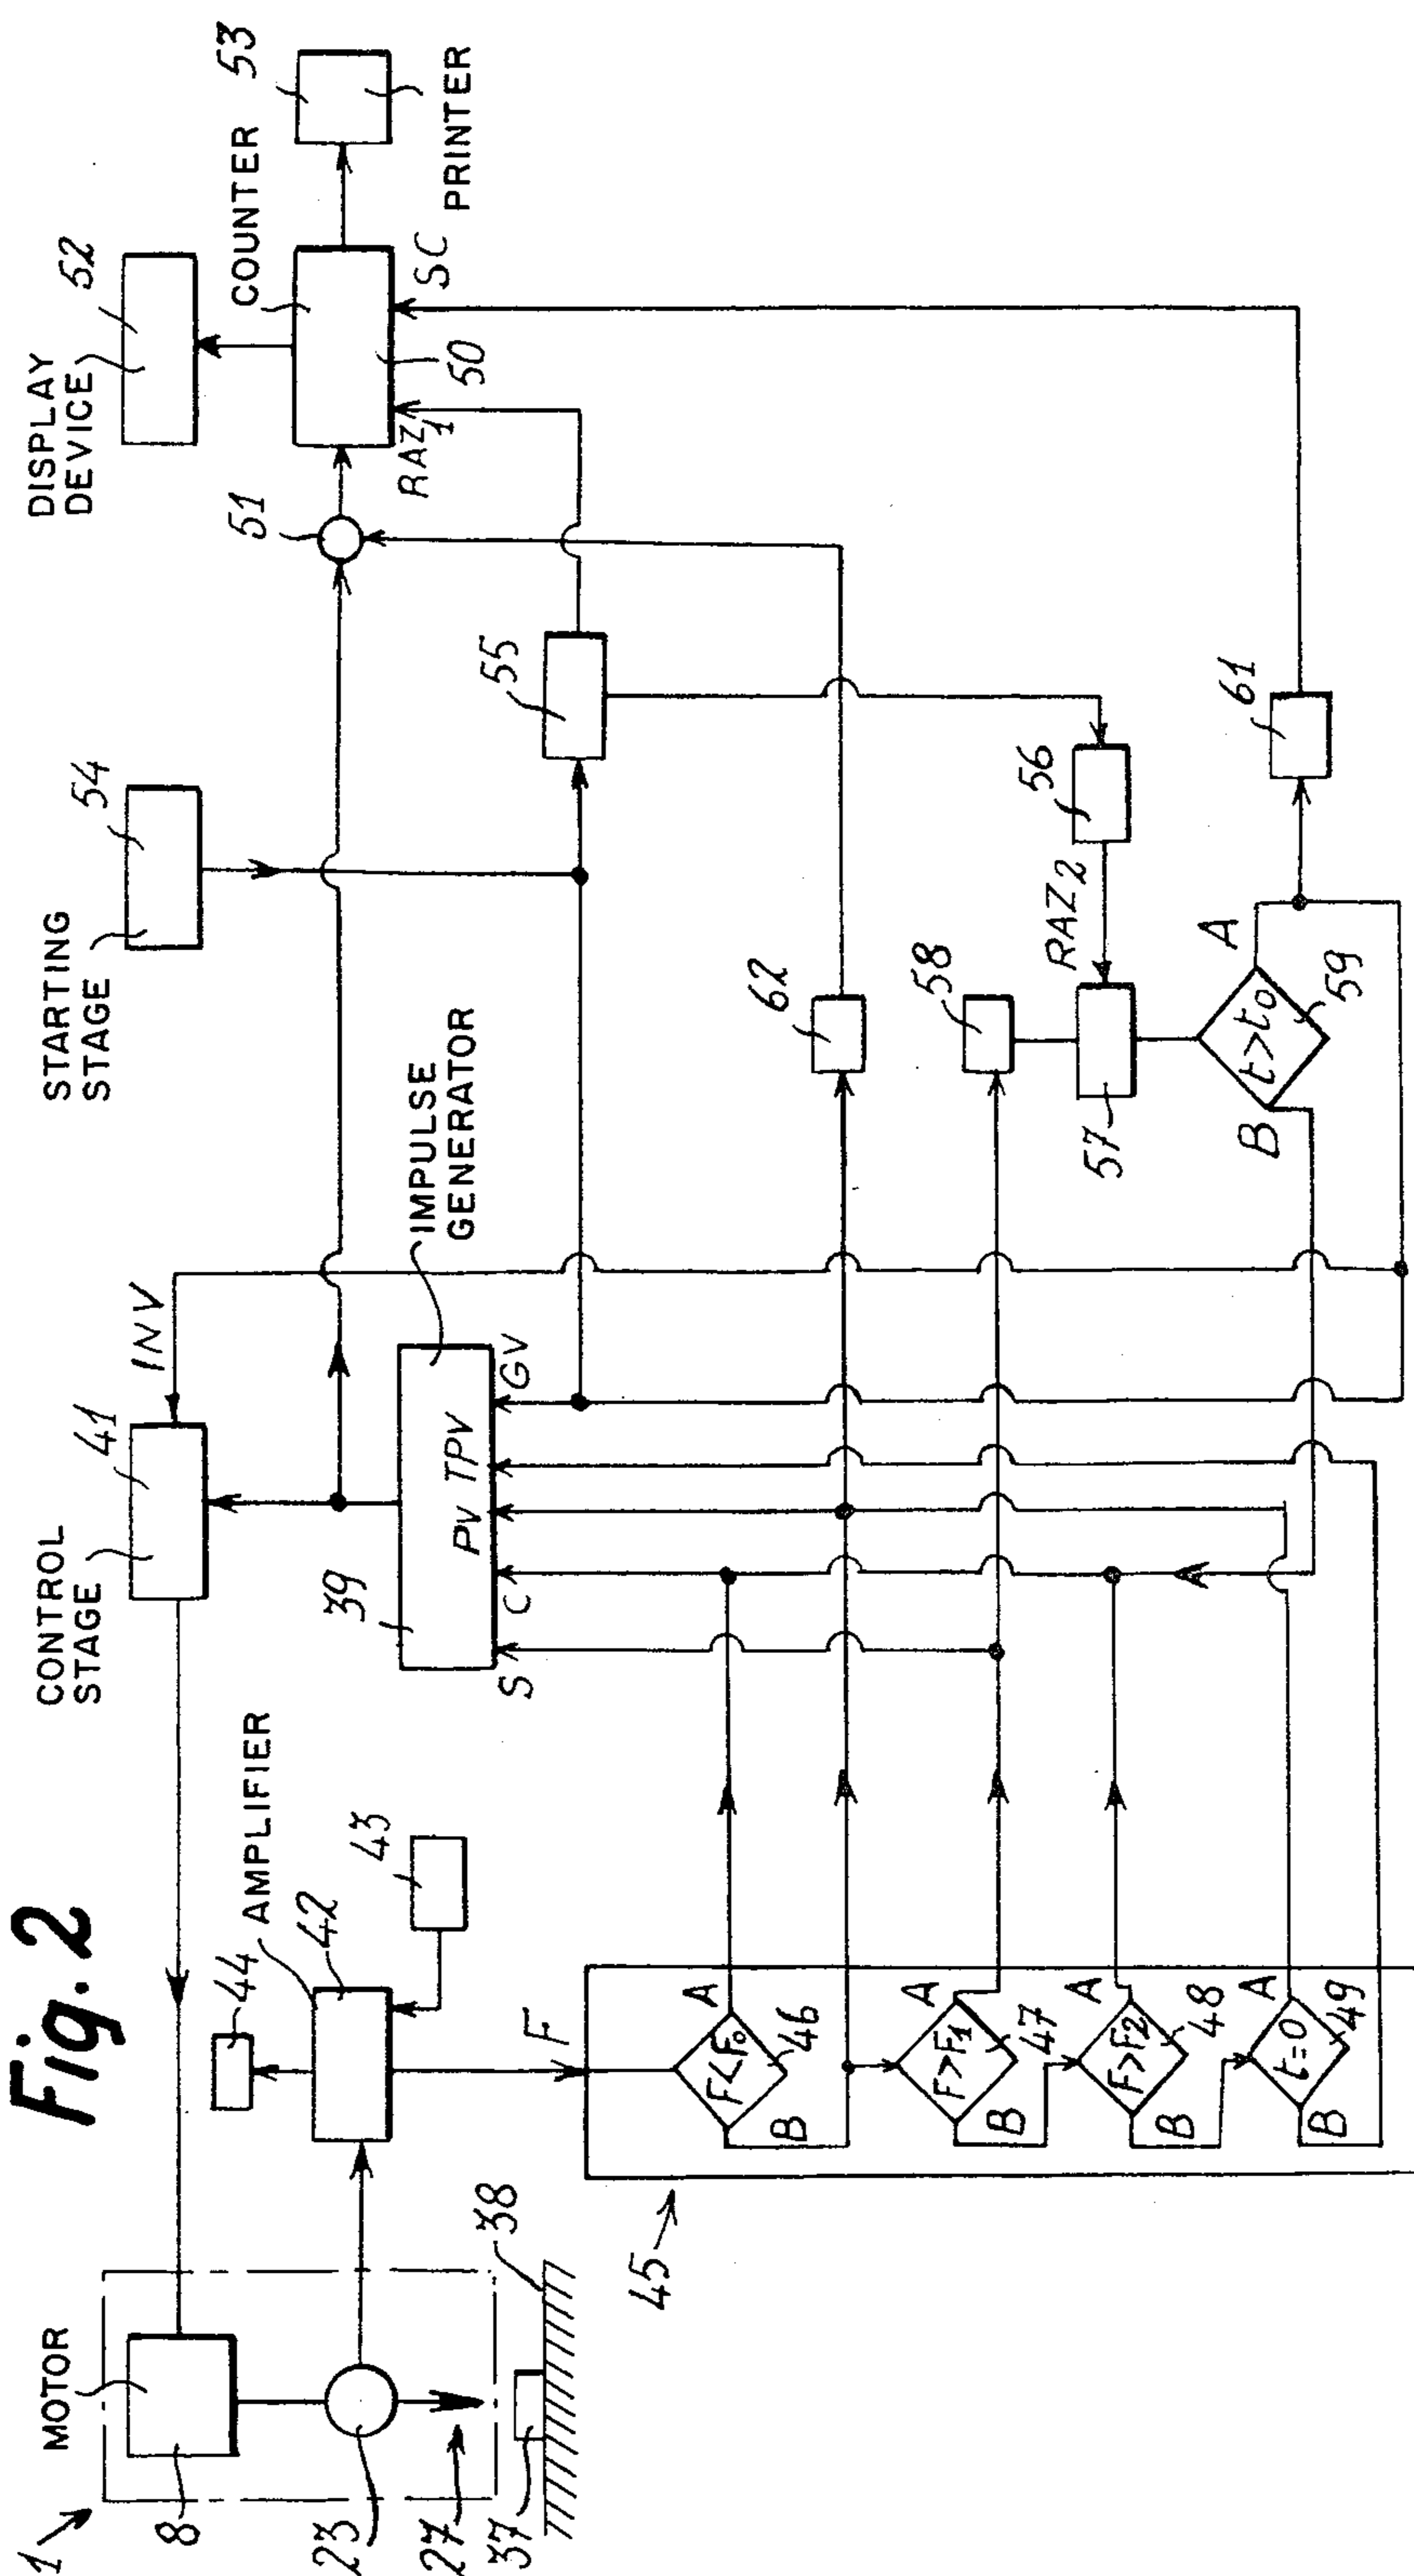 Fig. 2
1
MOTOR
8
23
27
37
38
CONTROL
STAGE
41
INV
44
AMPLIFIER
42
43
F
39
IMPULSE
GENERATOR
S
C
PV
TPV
GV
STARTING
STAGE
54
DISPLAY
DEVICE
52
COUNTER
53
PRINTER
51
50
RAZ1
SC
55
62
58
56
RAZ2
57
t>to
59
A
B
61
45
F<Fo
46
A
B
F>F1
47
A
B
F>F2
48
A
B
t=0
49
A
B